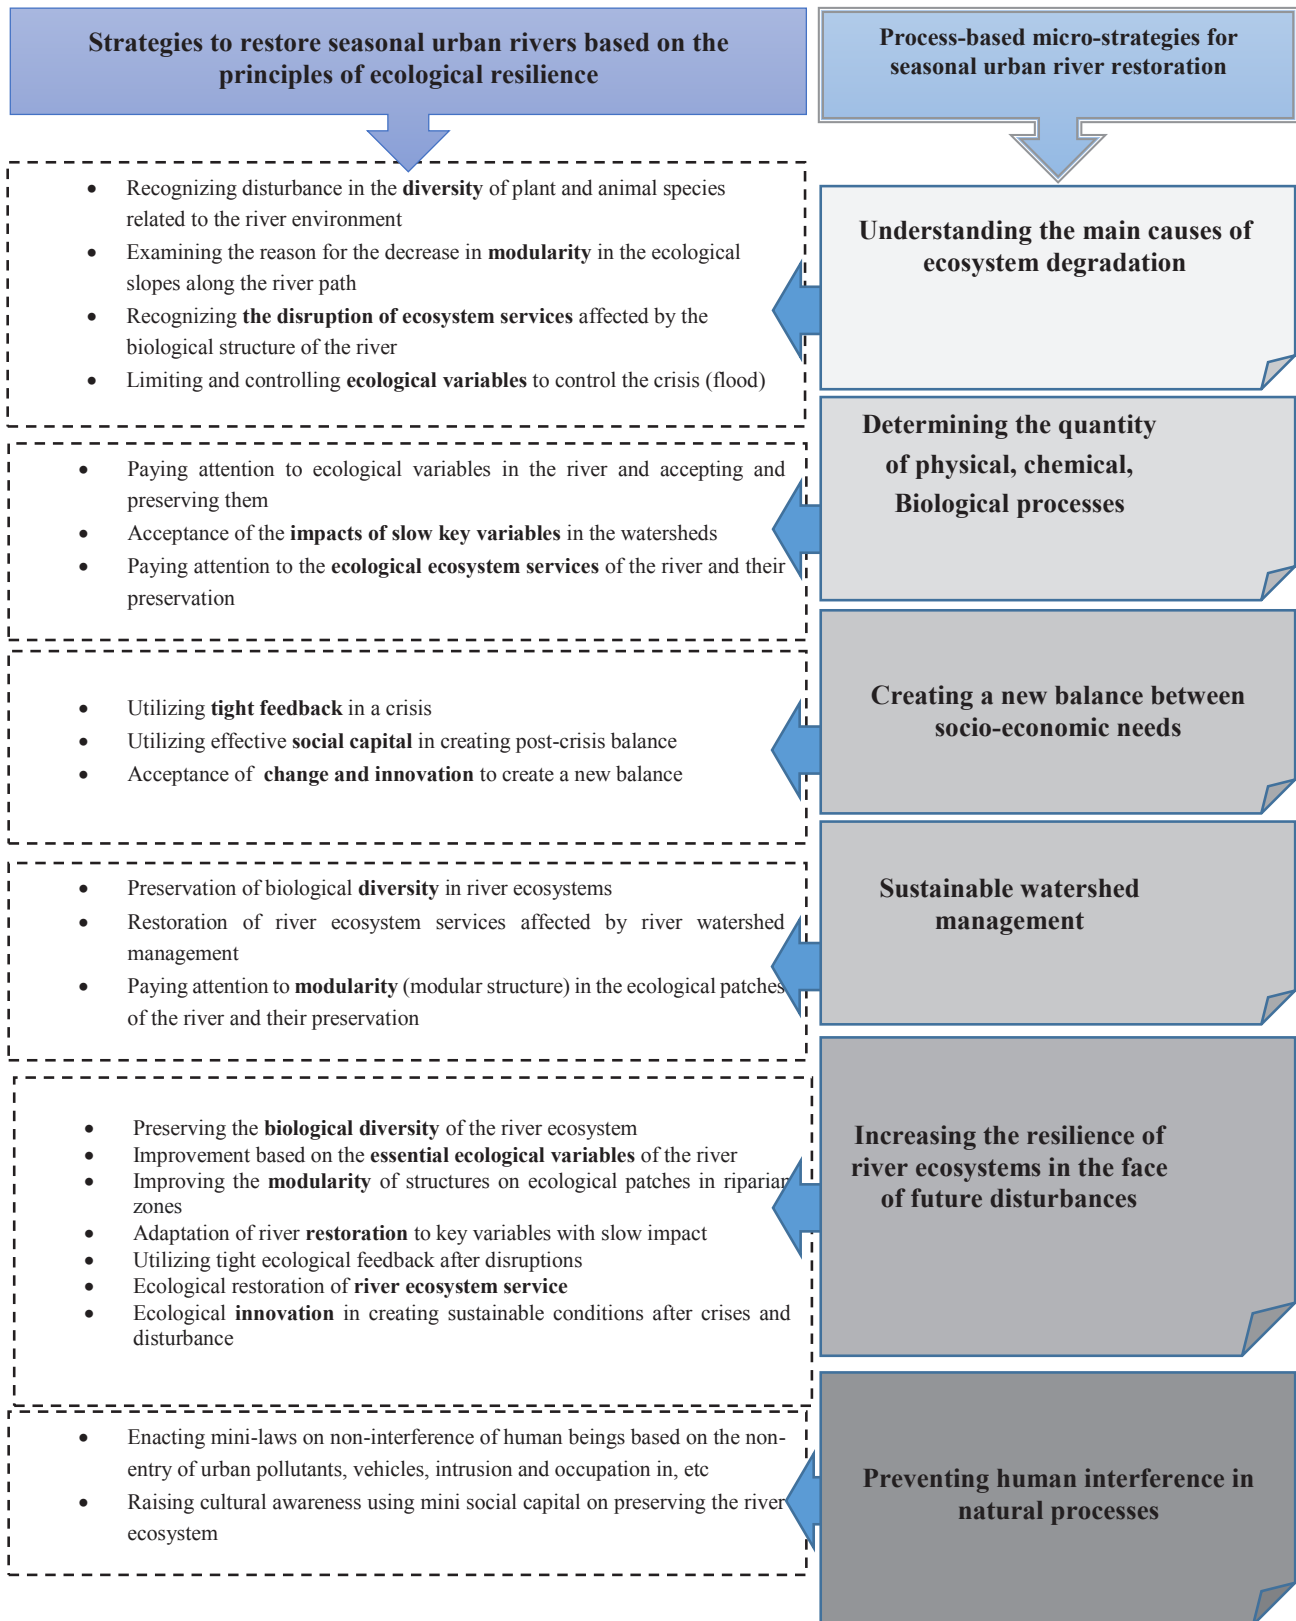 Strategies to restore seasonal urban rivers based on the
principles of ecological resilience
Process-based micro-strategies for
seasonal urban river restoration
• Recognizing disturbance in the diversity of plant and animal species
related to the river environment
• Examining the reason for the decrease in modularity in the ecological
slopes along the river path
• Recognizing the disruption of ecosystem services affected by the
biological structure of the river
• Limiting and controlling ecological variables to control the crisis (flood)
Understanding the main causes of
ecosystem degradation
• Paying attention to ecological variables in the river and accepting and
preserving them
• Acceptance of the impacts of slow key variables in the watersheds
• Paying attention to the ecological ecosystem services of the river and their
preservation
Determining the quantity
of physical, chemical,
Biological processes
• Utilizing tight feedback in a crisis
• Utilizing effective social capital in creating post-crisis balance
• Acceptance of change and innovation to create a new balance
Creating a new balance between
socio-economic needs
• Preservation of biological diversity in river ecosystems
• Restoration of river ecosystem services affected by river watershed
management
• Paying attention to modularity (modular structure) in the ecological patches
of the river and their preservation
Sustainable watershed
management
• Preserving the biological diversity of the river ecosystem
• Improvement based on the essential ecological variables of the river
• Improving the modularity of structures on ecological patches in riparian
zones
• Adaptation of river restoration to key variables with slow impact
• Utilizing tight ecological feedback after disruptions
• Ecological restoration of river ecosystem service
• Ecological innovation in creating sustainable conditions after crises and
disturbance
Increasing the resilience of
river ecosystems in the face
of future disturbances
• Enacting mini-laws on non-interference of human beings based on the non-
entry of urban pollutants, vehicles, intrusion and occupation in, etc
• Raising cultural awareness using mini social capital on preserving the river
ecosystem
Preventing human interference in
natural processes